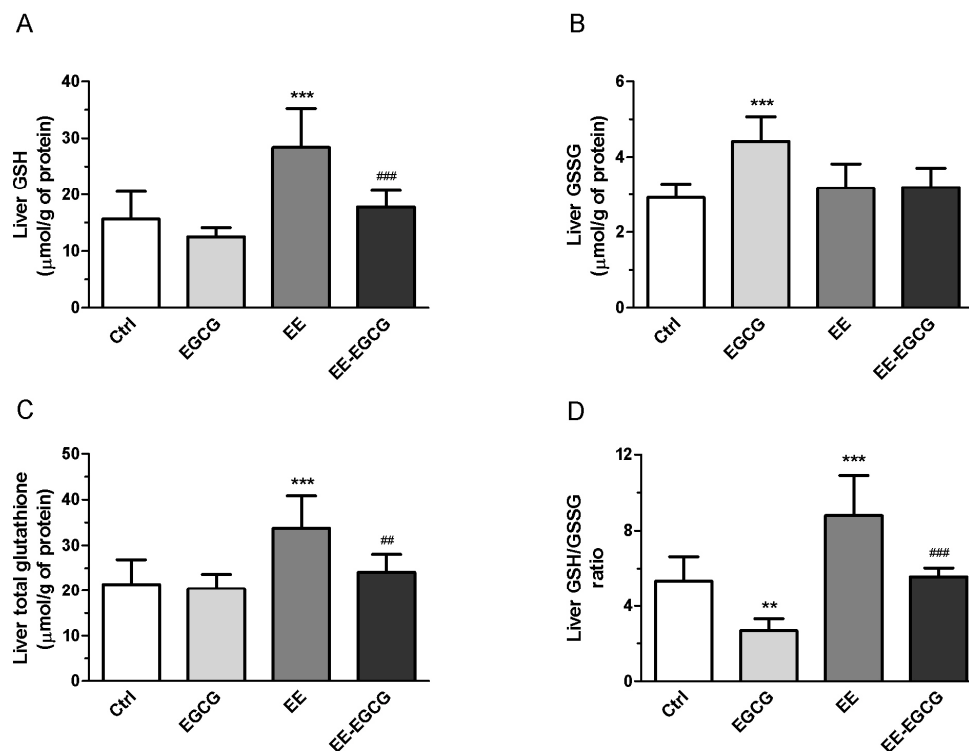 A
Liver GSH
(μmol/g of protein)
40
30
20
10
0
***
###
Ctrl
EGCG
EE
EE-EGCG
B
Liver GSSG
(μmol/g of protein)
6
4
2
0
***
Ctrl
EGCG
EE
EE-EGCG
C
Liver total glutathione
(μmol/g of protein)
50
40
30
20
10
0
***
##
Ctrl
EGCG
EE
EE-EGCG
D
Liver GSH/GSSG
ratio
12
8
4
0
**
***
###
Ctrl
EGCG
EE
EE-EGCG